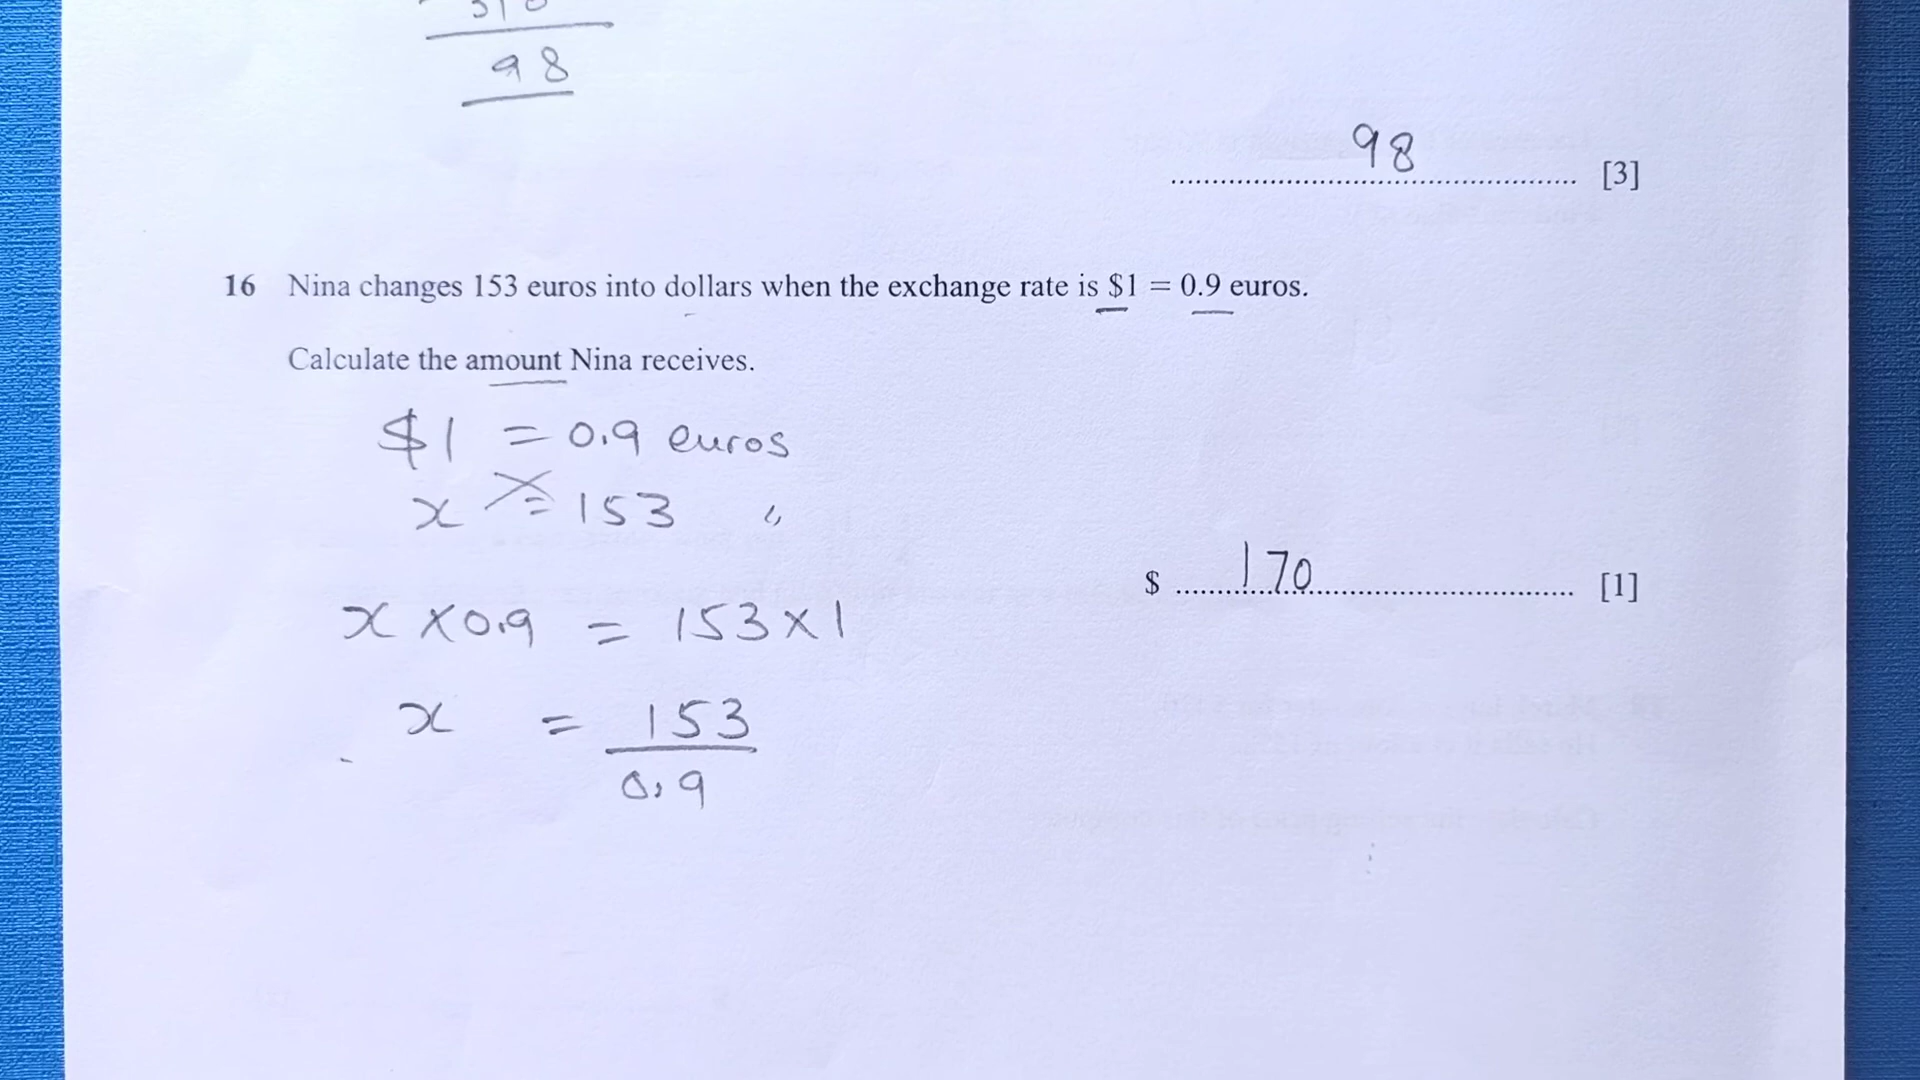 98
98
[3]
16 Nina changes 153 euros into dollars when the exchange rate is $1 = 0.9 euros.
Calculate the amount Nina receives.
$1 = 0.9 euros
x = 153 〃
$ 170 [1]
x × 0.9 = 153 × 1
x = 153
0.9